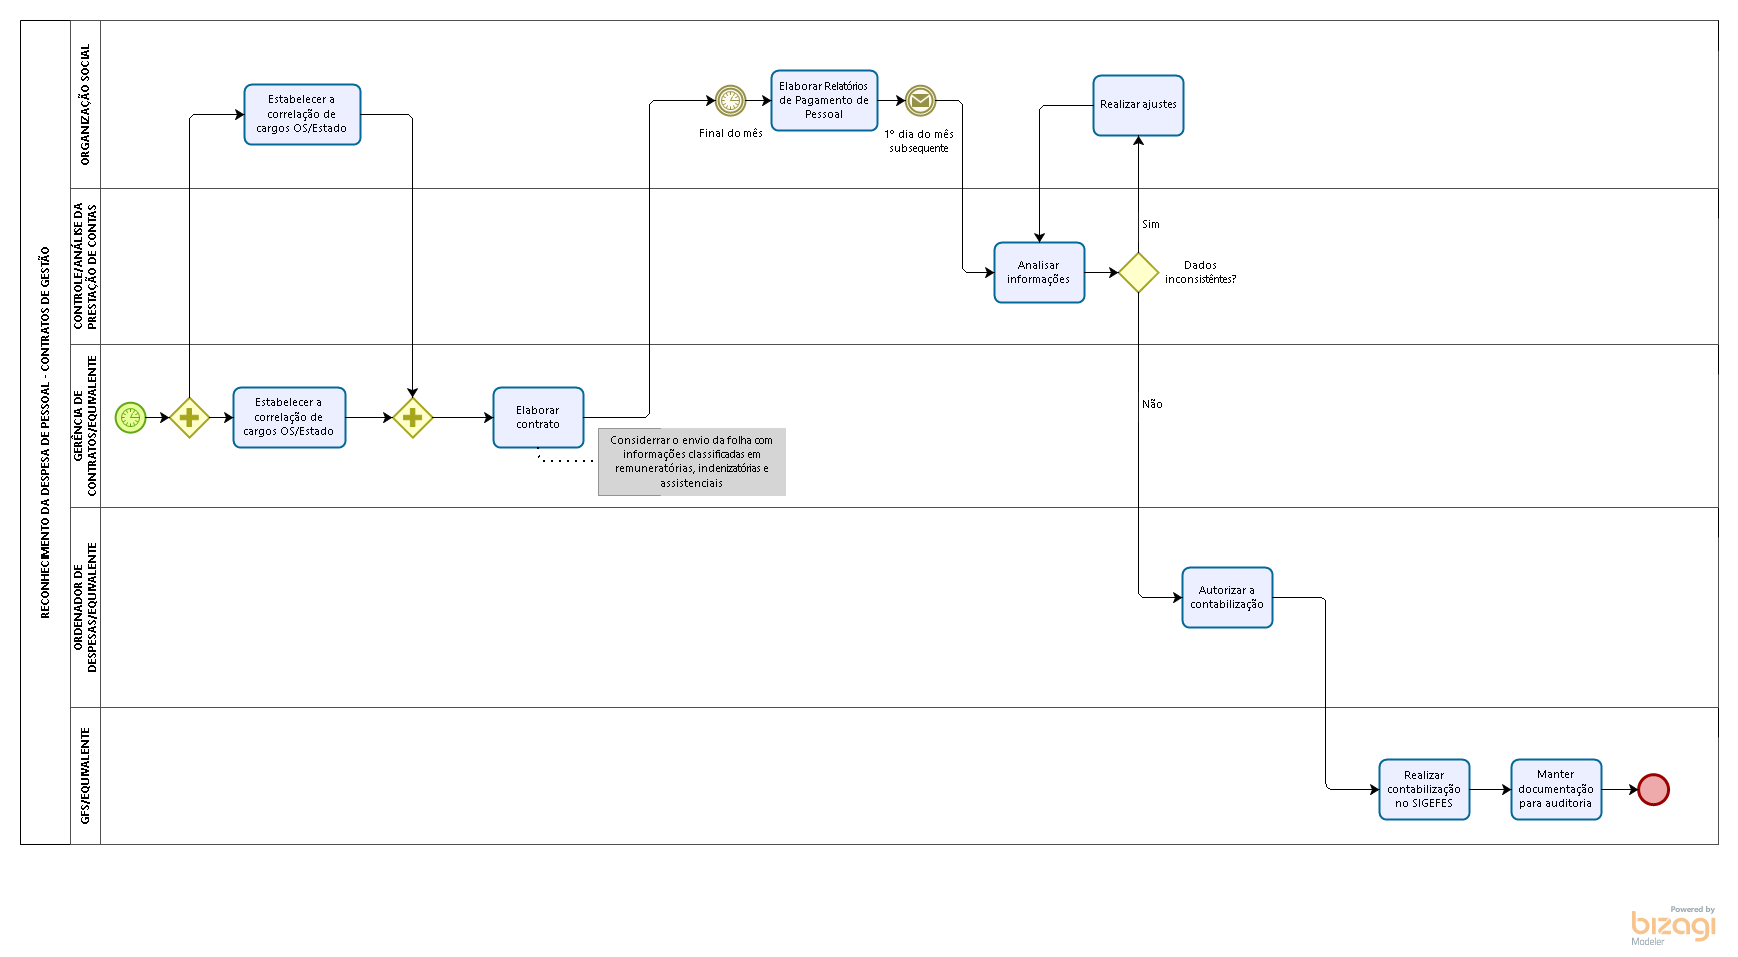 RECONHECIMENTO DA DESPESA DE PESSOAL - CONTRATOS DE GESTÃO
ORGANIZAÇÃO SOCIAL
Estabelecer a
correlação de
cargos OS/Estado
Final do mês
Elaborar Relatórios
de Pagamento de
Pessoal
1º dia do mês
subsequente
Realizar ajustes
CONTROLE/ANÁLISE DA
PRESTAÇÃO DE CONTAS
Analisar
informações
Sim
Dados
inconsistêntes?
Não
GERÊNCIA DE
CONTRATOS/EQUIVALENTE
Estabelecer a
correlação de
cargos OS/Estado
Elaborar
contrato
Considerrar o envio da folha com
informações classificadas em
remuneratórias, indenizatórias e
assistenciais
ORDENADOR DE
DESPESAS/EQUIVALENTE
Autorizar a
contabilização
GFS/EQUIVALENTE
Realizar
contabilização
no SIGEFES
Manter
documentação
para auditoria
Powered by
bizagi
Modeler